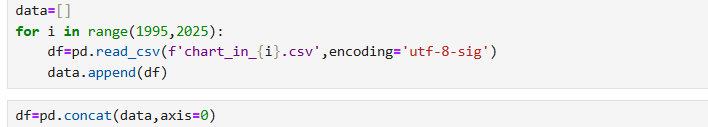 data=[]
for i in range(1995,2025):
    df=pd.read_csv(f'chart_in_{i}.csv',encoding='utf-8-sig')
    data.append(df)
df=pd.concat(data,axis=0)